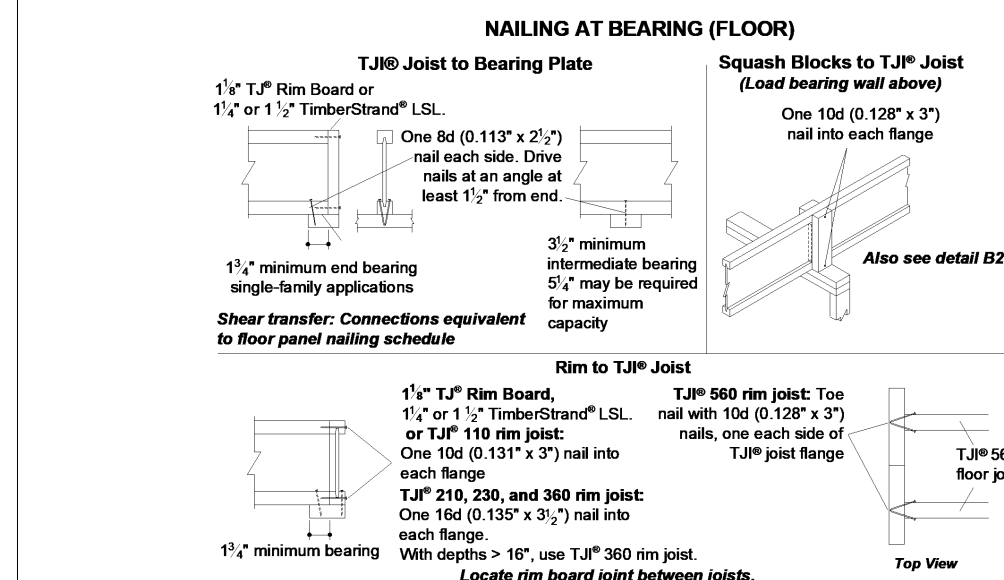 NAILING AT BEARING (FLOOR)
TJI® Joist to Bearing Plate
1⅛" TJ® Rim Board or
1¼" or 1 ½" TimberStrand® LSL.
One 8d (0.113" x 2½")
nail each side. Drive
nails at an angle at
least 1½" from end.
1¾" minimum end bearing
single-family applications
3½" minimum
intermediate bearing
5¼" may be required
for maximum
capacity
Shear transfer: Connections equivalent
to floor panel nailing schedule
Squash Blocks to TJI® Joist
(Load bearing wall above)
One 10d (0.128" x 3")
nail into each flange
Also see detail B2
Rim to TJI® Joist
1⅛" TJ® Rim Board,
1¼" or 1 ½" TimberStrand® LSL.
or TJI® 110 rim joist:
One 10d (0.131" x 3") nail into
each flange
TJI® 210, 230, and 360 rim joist:
One 16d (0.135" x 3½") nail into
each flange.
With depths > 16", use TJI® 360 rim joist.
Locate rim board joint between joists.
1¾" minimum bearing
TJI® 560 rim joist: Toe
nail with 10d (0.128" x 3")
nails, one each side of
TJI® joist flange
TJI® 56
floor jo
Top View